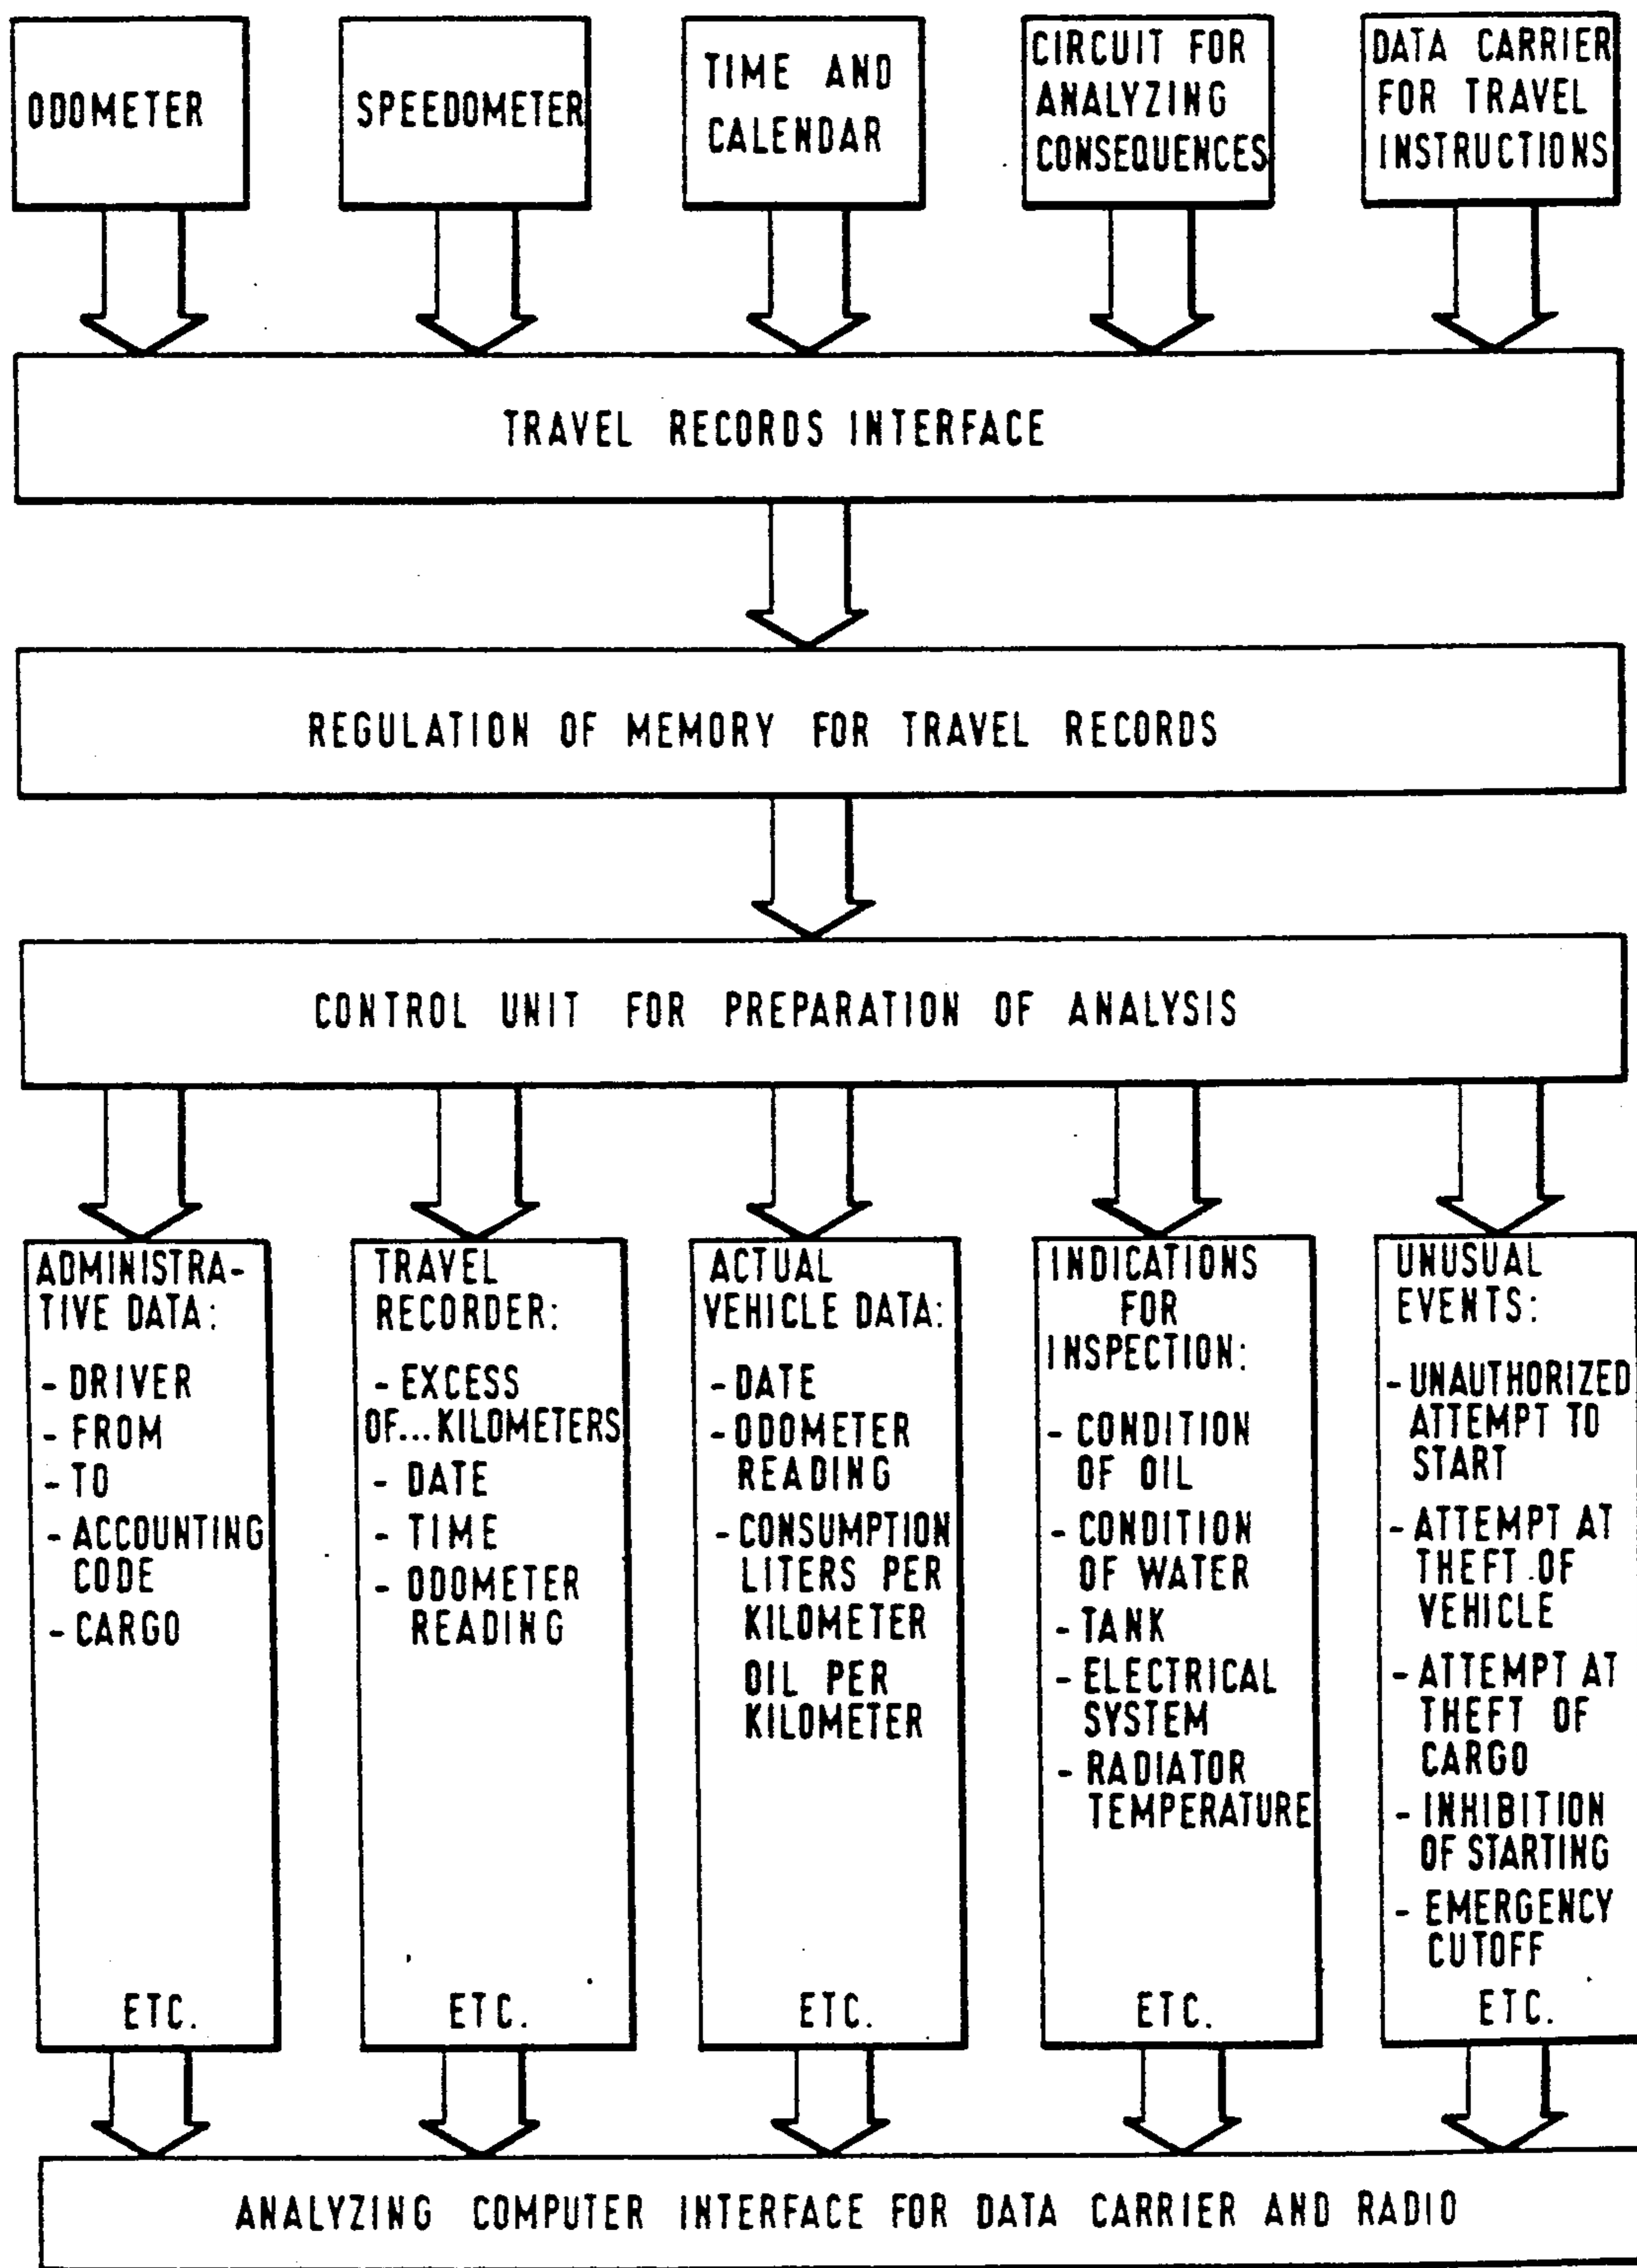 ODOMETER
SPEEDOMETER
TIME AND
CALENDAR
CIRCUIT FOR
ANALYZING
CONSEQUENCES
DATA CARRIER
FOR TRAVEL
INSTRUCTIONS
TRAVEL RECORDS INTERFACE
REGULATION OF MEMORY FOR TRAVEL RECORDS
CONTROL UNIT FOR PREPARATION OF ANALYSIS
ADMINISTRA-
TIVE DATA:
- DRIVER
- FROM
- TO
- ACCOUNTING
CODE
- CARGO
ETC.
TRAVEL
RECORDER:
- EXCESS
OF...KILOMETERS
- DATE
- TIME
- ODOMETER
READING
ETC.
ACTUAL
VEHICLE DATA:
- DATE
- ODOMETER
READING
- CONSUMPTION
LITERS PER
KILOMETER
OIL PER
KILOMETER
ETC.
INDICATIONS
FOR
INSPECTION:
- CONDITION
OF OIL
- CONDITION
OF WATER
- TANK
- ELECTRICAL
SYSTEM
- RADIATOR
TEMPERATURE
ETC.
UNUSUAL
EVENTS:
- UNAUTHORIZED
ATTEMPT TO
START
- ATTEMPT AT
THEFT OF
VEHICLE
- ATTEMPT AT
THEFT OF
CARGO
- INHIBITION
OF STARTING
- EMERGENCY
CUTOFF
ETC.
ANALYZING COMPUTER INTERFACE FOR DATA CARRIER AND RADIO